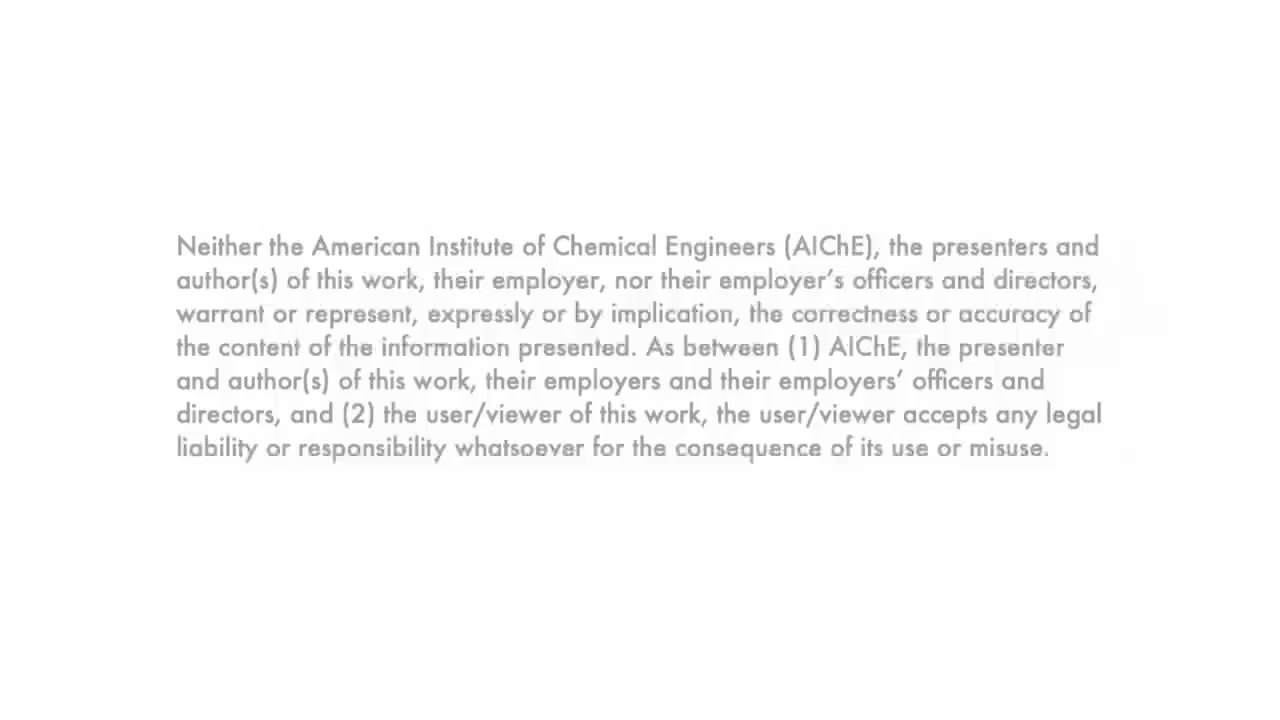 Neither the American Institute of Chemical Engineers (AIChE), the presenters and
author(s) of this work, their employer, nor their employer’s officers and directors,
warrant or represent, expressly or by implication, the correctness or accuracy of
the content of the information presented. As between (1) AIChE, the presenter
and author(s) of this work, their employers and their employers’ officers and
directors, and (2) the user/viewer of this work, the user/viewer accepts any legal
liability or responsibility whatsoever for the consequence of its use or misuse.